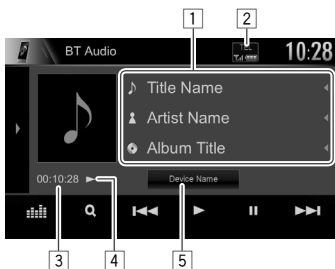 1 2
BT Audio TEL 10:28
Title Name
Artist Name
Album Title
00:10:28 Device Name
3 4 5